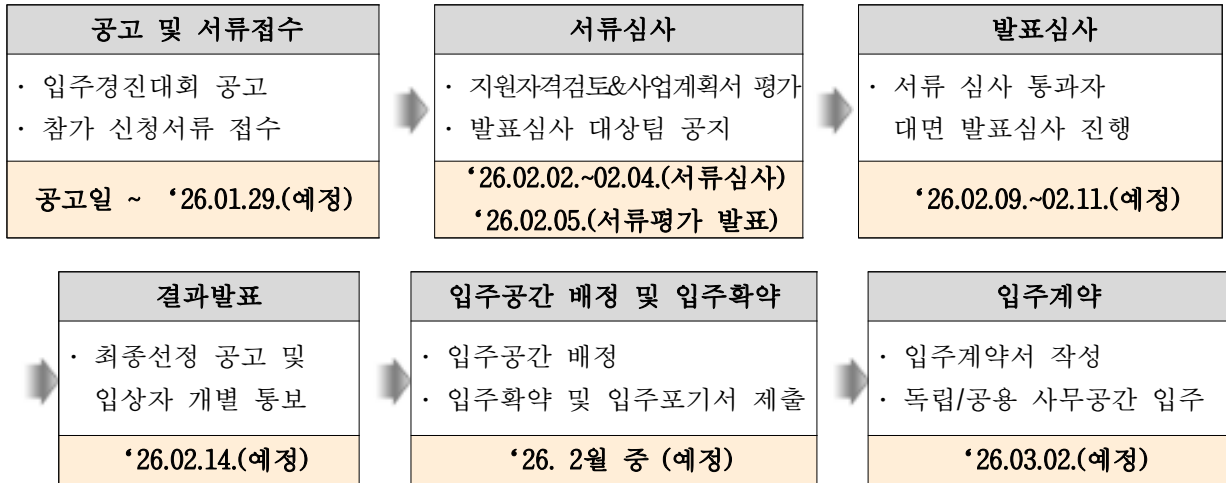 공고 및 서류접수
· 입주경진대회 공고
· 참가 신청서류 접수
공고일 ~ ‘26.01.29.(예정)
서류심사
· 지원자격검토&사업계획서 평가
· 발표심사 대상팀 공지
‘26.02.02.~02.04.(서류심사)
‘26.02.05.(서류평가 발표)
발표심사
· 서류 심사 통과자
대면 발표심사 진행
‘26.02.09.~02.11.(예정)
결과발표
· 최종선정 공고 및
입상자 개별 통보
‘26.02.14.(예정)
입주공간 배정 및 입주확약
· 입주공간 배정
· 입주확약 및 입주포기서 제출
‘26. 2월 중 (예정)
입주계약
· 입주계약서 작성
· 독립/공용 사무공간 입주
‘26.03.02.(예정)